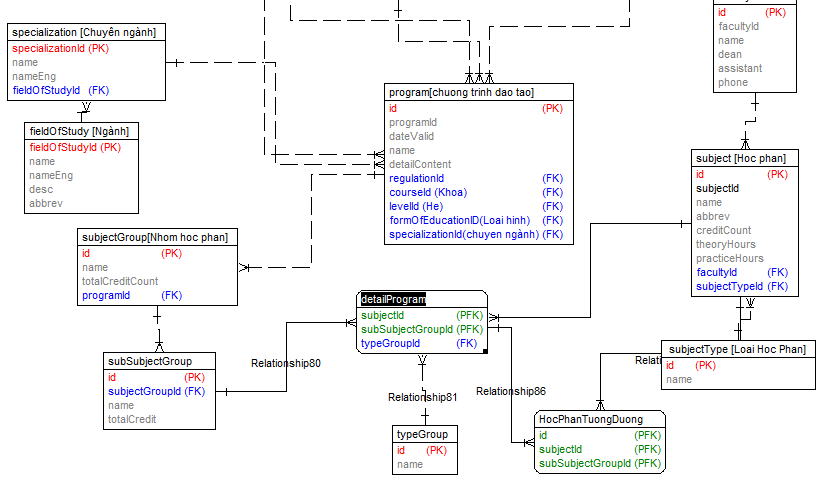 specialization [Chuyên ngành]
specializationId (PK)
name
nameEng
fieldOfStudyId (FK)
fieldOfStudy [Ngành]
fieldOfStudyId (PK)
name
nameEng
desc
abbrev
program[chuong trinh dao tao]
id (PK)
programId
dateValid
name
detailContent
regulationId (FK)
courseId (Khoa) (FK)
levelId (He) (FK)
formOfEducationID(Loai hinh) (FK)
specializationId(chuyen ngành) (FK)
id (PK)
facultyId
name
dean
assistant
phone
subject [Hoc phan]
id (PK)
subjectId
name
abbrev
creditCount
theoryHours
practiceHours
facultyId (FK)
subjectTypeId (FK)
subjectGroup[Nhom hoc phan]
id (PK)
name
totalCreditCount
programId (FK)
detailProgram
subjectId (PFK)
subSubjectGroupId (PFK)
typeGroupId (FK)
subSubjectGroup
id (PK)
subjectGroupId (FK)
name
totalCredit
Relationship80
Relationship81
Relationship86
subjectType [Loai Hoc Phan]
id (PK)
name
typeGroup
id (PK)
name
HocPhanTuongDuong
id (PFK)
subjectId (PFK)
subSubjectGroupId (PFK)